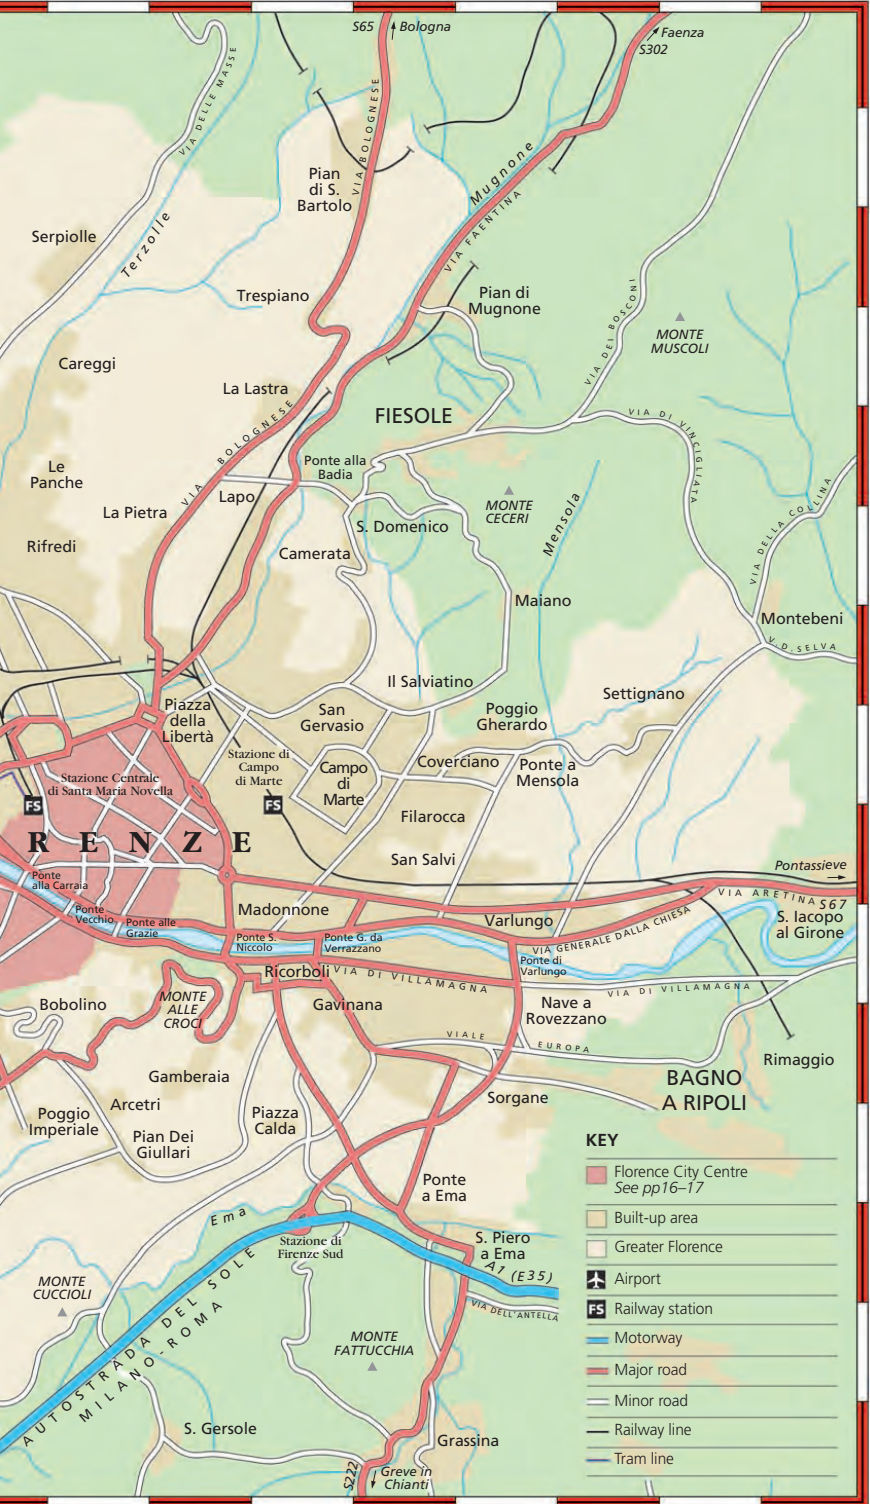 S65
Bologna
Faenza
S302
VIA DELLE MASSE
VIA BOLOGNESE
Pian
di S.
Bartolo
Mugnone
VIA FAENTINA
Serpiolle
Terzolle
Trespiano
Pian di
Mugnone
VIA DEI BOSCONI
MONTE
MUSCOLI
Careggi
La Lastra
VIA BOLOGNESE
FIESOLE
VIA DI VINCIGLIATA
Le
Panche
Ponte alla
Badia
Lapo
La Pietra
MONTE
CECERI
Mensola
VIA DELLA COLLINA
S. Domenico
Rifredi
Camerata
Maiano
Montebeni
V. D. SELVA
Il Salviatino
Settignano
Piazza
della
Libertà
San
Gervasio
Poggio
Gherardo
Stazione di
Campo
di Marte
FS
Campo
di
Marte
Coverciano
Ponte a
Mensola
Stazione Centrale
di Santa Maria Novella
FS
Filarocca
R E N Z E
San Salvi
Pontassieve
Ponte
alla Carraia
VIA ARETINA
S67
Ponte
Vecchio
Ponte alle
Grazie
Madonnone
Varlungo
S. Iacopo
al Girone
Ponte S.
Niccolo
Ponte G. da
Verrazzano
VIA GENERALE DALLA CHIESA
Ponte di
Varlungo
Ricorboli
VIA DI VILLAMAGNA
VIA DI VILLAMAGNA
Bobolino
MONTE
ALLE
CROCI
Gavinana
Nave a
Rovezzano
VIALE EUROPA
Rimaggio
Gamberaia
BAGNO
A RIPOLI
Sorgane
Arcetri
Poggio
Imperiale
Piazza
Calda
Pian Dei
Giullari
Ponte
a Ema
Ema
Stazione di
Firenze Sud
S. Piero
a Ema
A1 (E35)
VIA DELL'ANTELLA
MONTE
CUCCIOLI
AUTOSTRADA DEL SOLE
MILANO-ROMA
MONTE
FATTUCCHIA
S. Gersole
Grassina
S222
Greve in
Chianti
KEY
Florence City Centre
See pp16–17
Built-up area
Greater Florence
Airport
FS Railway station
Motorway
Major road
Minor road
Railway line
Tram line